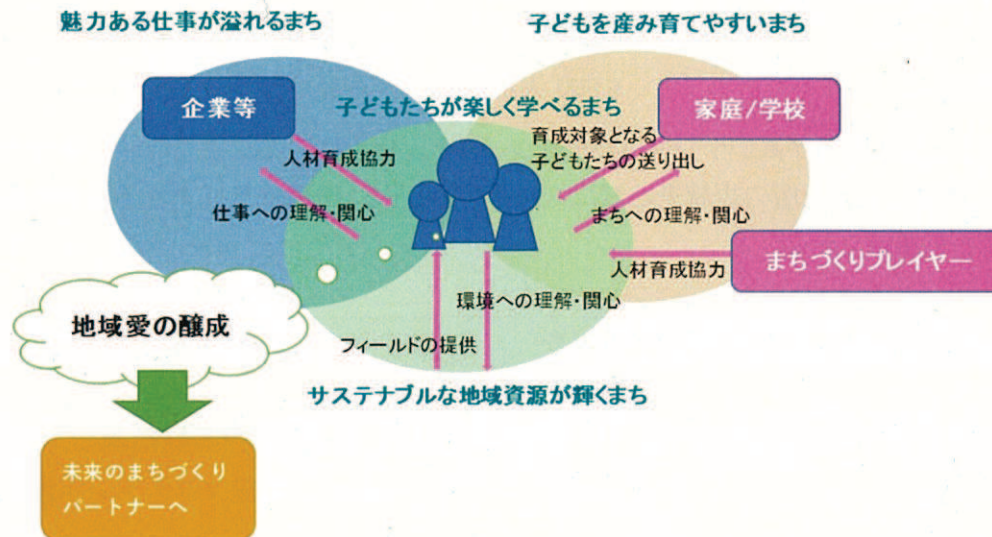 魅力ある仕事が溢れるまち
子どもを産み育てやすいまち
企業等
子どもたちが楽しく学べるまち
家庭/学校
育成対象となる
子どもたちの送り出し
人材育成協力
仕事への理解・関心
まちへの理解・関心
まちづくりプレイヤー
人材育成協力
環境への理解・関心
地域愛の醸成
フィールドの提供
サステナブルな地域資源が輝くまち
未来のまちづくり
パートナーへ